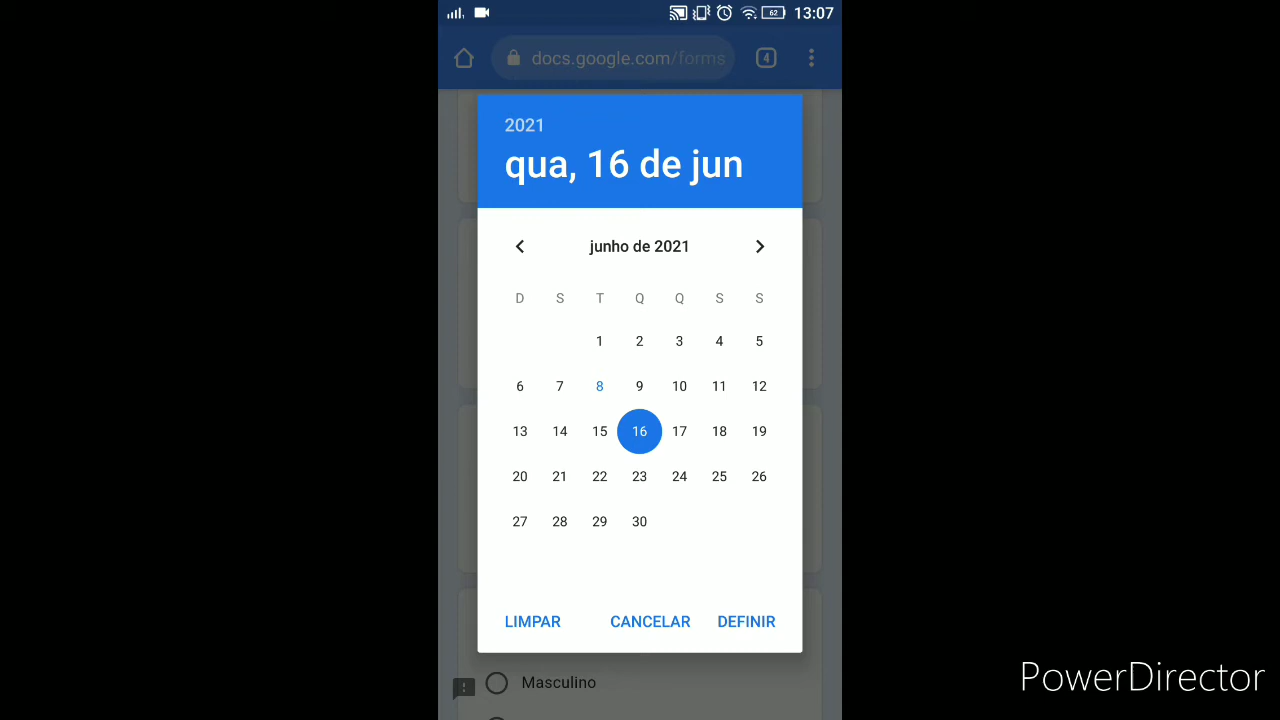 62 13:07
docs.google.com/forms 4
2021
qua, 16 de jun
junho de 2021
D S T Q Q S S
1 2 3 4 5
6 7 8 9 10 11 12
13 14 15 16 17 18 19
20 21 22 23 24 25 26
27 28 29 30
LIMPAR CANCELAR DEFINIR
Masculino
PowerDirector